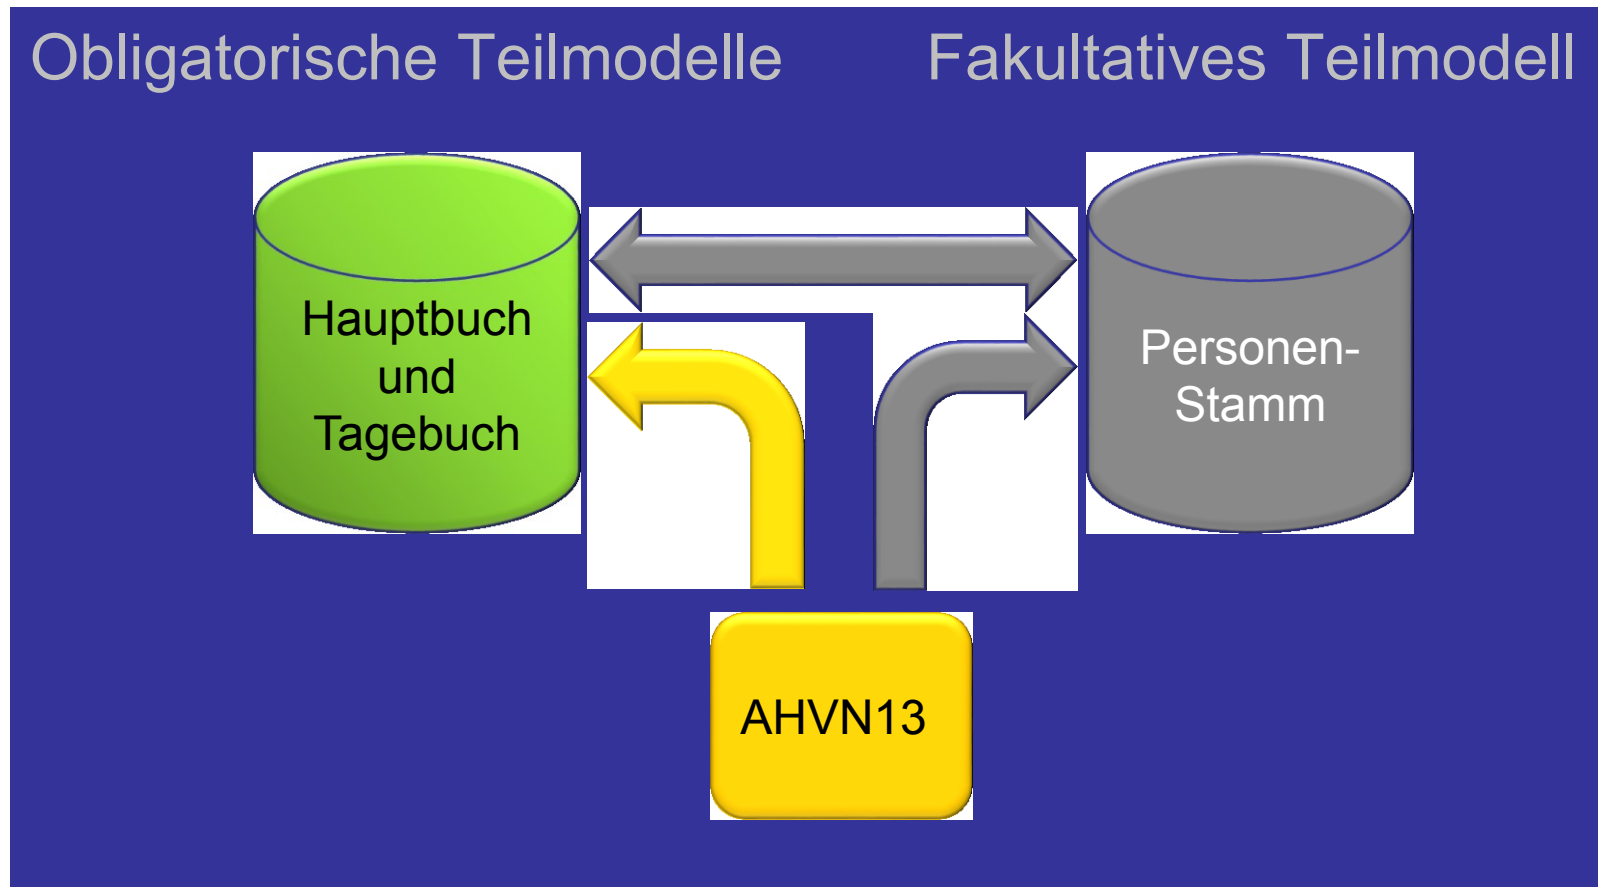 Obligatorische Teilmodelle
Fakultatives Teilmodell
Hauptbuch
und
Tagebuch
Personen-
Stamm
AHVN13